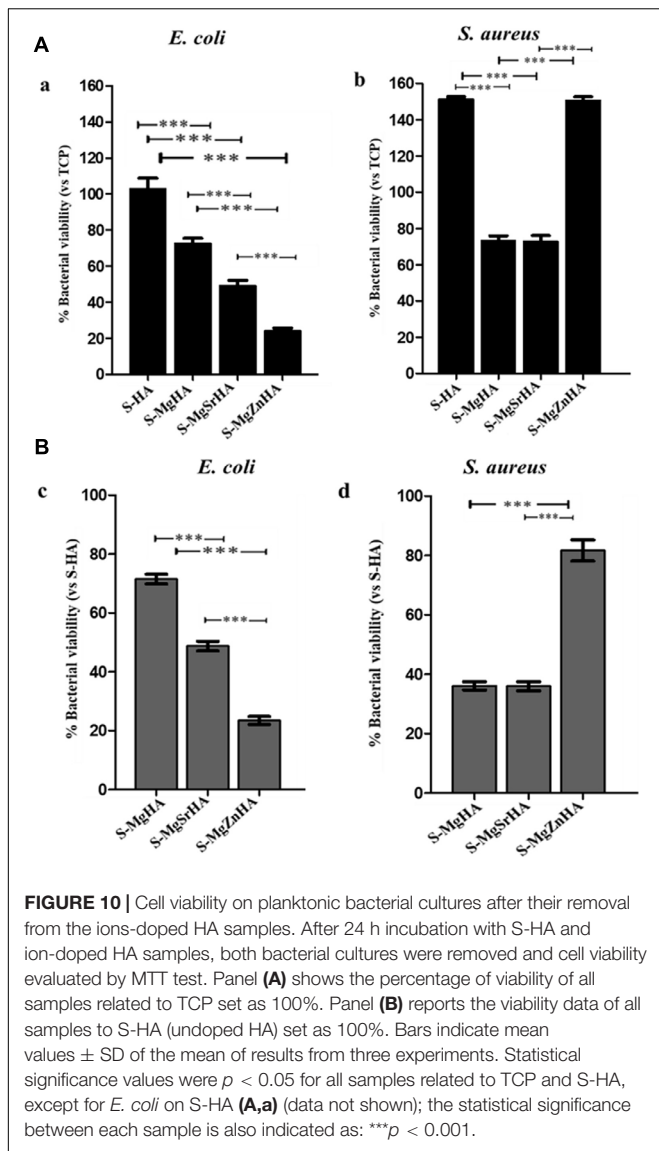 A
E. coli
S. aureus
a
b
% Bacterial viability (vs TCP)
160
140
120
100
80
60
40
20
0
***
***
***
***
***
***
S-HA
S-MgHA
S-MgSrHA
S-MgZnHA
% Bacterial viability (vs TCP)
160
140
120
100
80
60
40
20
0
***
***
***
***
S-HA
S-MgHA
S-MgSrHA
S-MgZnHA
B
E. coli
S. aureus
c
d
% Bacterial viability (vs S-HA)
100
80
60
40
20
0
***
***
***
S-MgHA
S-MgSrHA
S-MgZnHA
% Bacterial viability (vs S-HA)
100
80
60
40
20
0
***
***
S-MgHA
S-MgSrHA
S-MgZnHA
FIGURE 10 | Cell viability on planktonic bacterial cultures after their removal
from the ions-doped HA samples. After 24 h incubation with S-HA and
ion-doped HA samples, both bacterial cultures were removed and cell viability
evaluated by MTT test. Panel (A) shows the percentage of viability of all
samples related to TCP set as 100%. Panel (B) reports the viability data of all
samples to S-HA (undoped HA) set as 100%. Bars indicate mean
values ± SD of the mean of results from three experiments. Statistical
significance values were p < 0.05 for all samples related to TCP and S-HA,
except for E. coli on S-HA (A,a) (data not shown); the statistical significance
between each sample is also indicated as: ***p < 0.001.